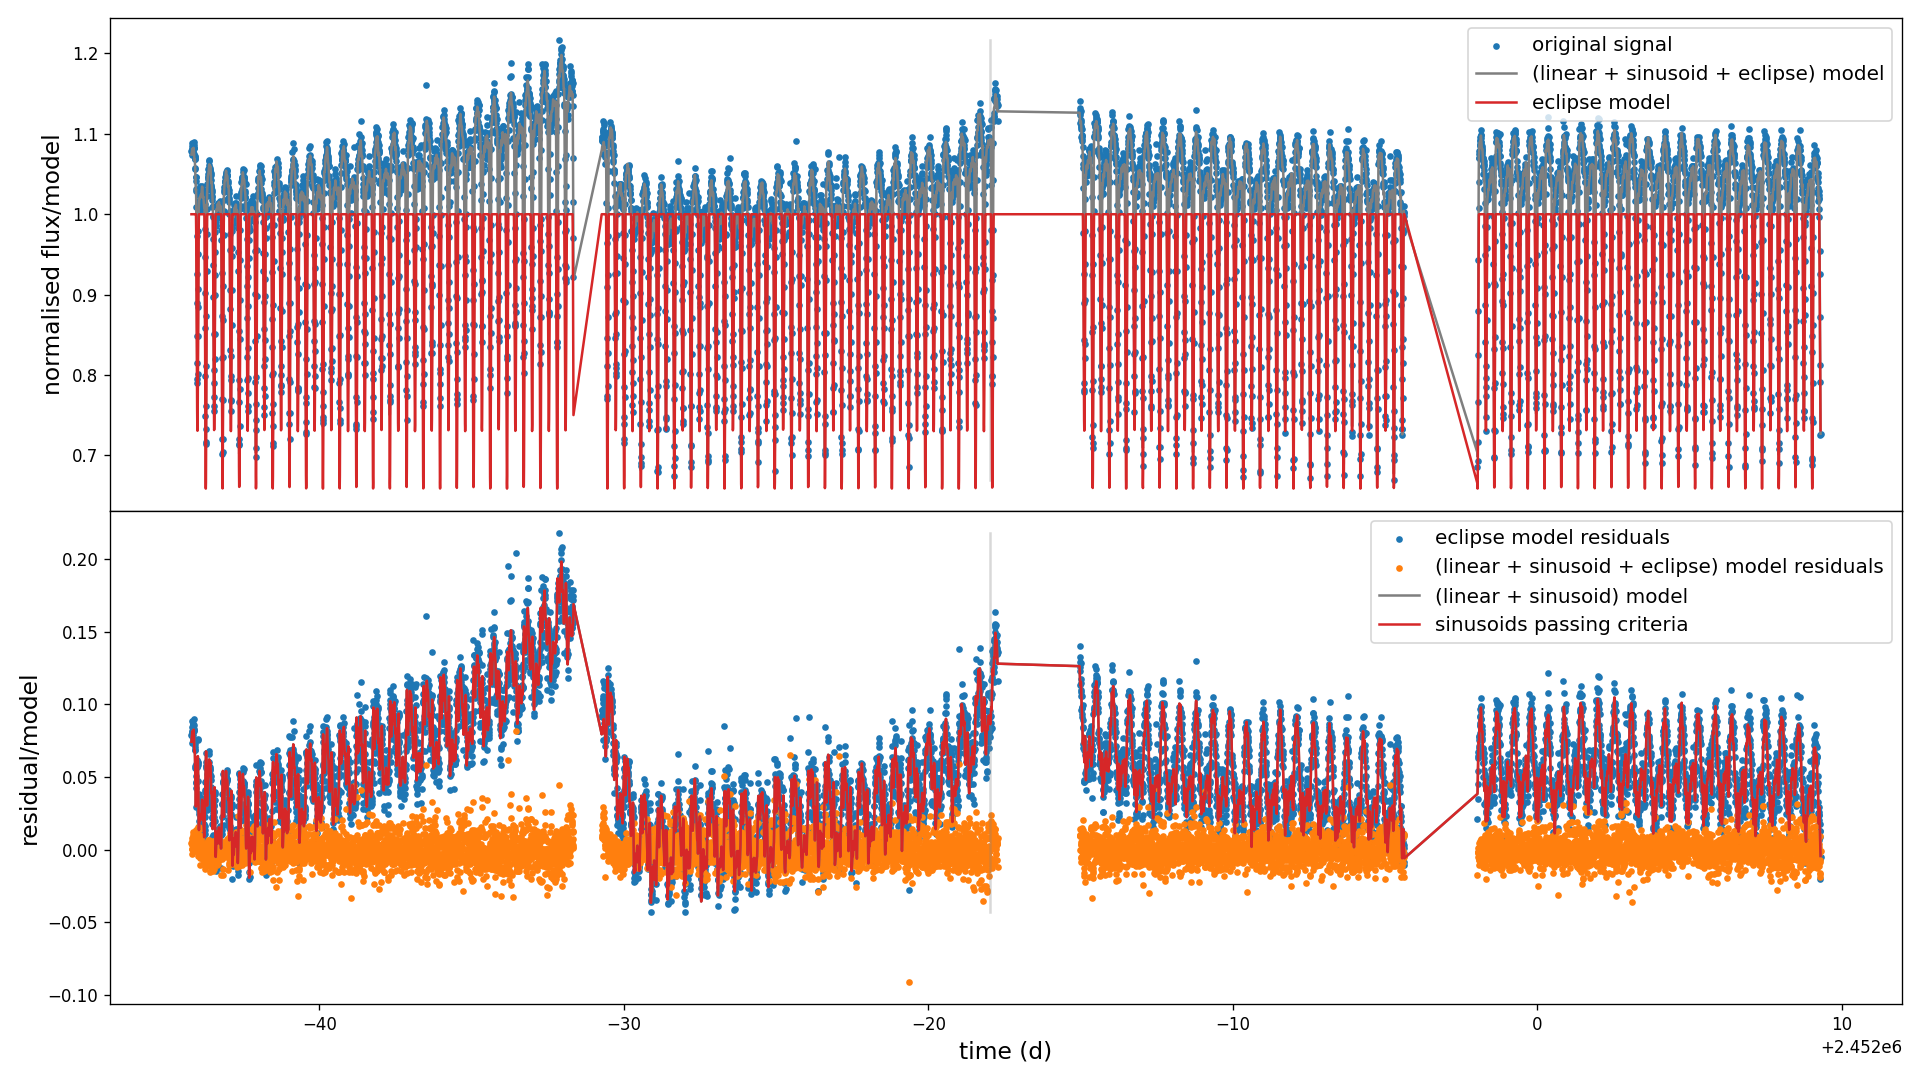 normalised flux/model
1.2
1.1
1.0
0.9
0.8
0.7
original signal
(linear + sinusoid + eclipse) model
eclipse model
residual/model
0.20
0.15
0.10
0.05
0.00
−0.05
−0.10
eclipse model residuals
(linear + sinusoid + eclipse) model residuals
(linear + sinusoid) model
sinusoids passing criteria
−40
−30
−20
−10
0
10
time (d)
+2.452e6